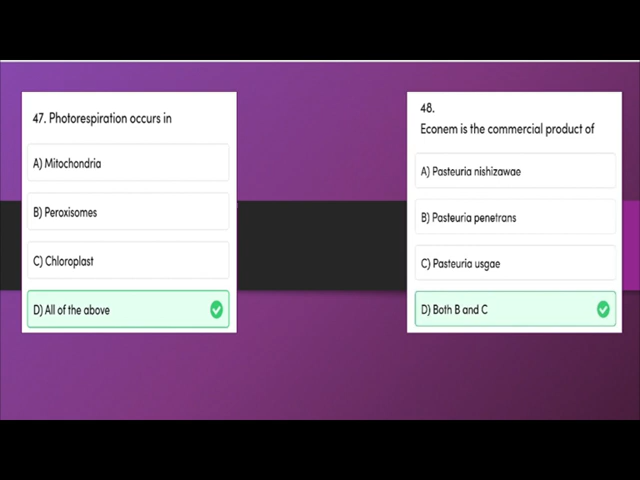 47. Photorespiration occurs in
A) Mitochondria
B) Peroxisomes
C) Chloroplast
D) All of the above
48.
Econem is the commercial product of
A) Pasteuria nishizawae
B) Pasteuria penetrans
C) Pasteuria usgae
D) Both B and C